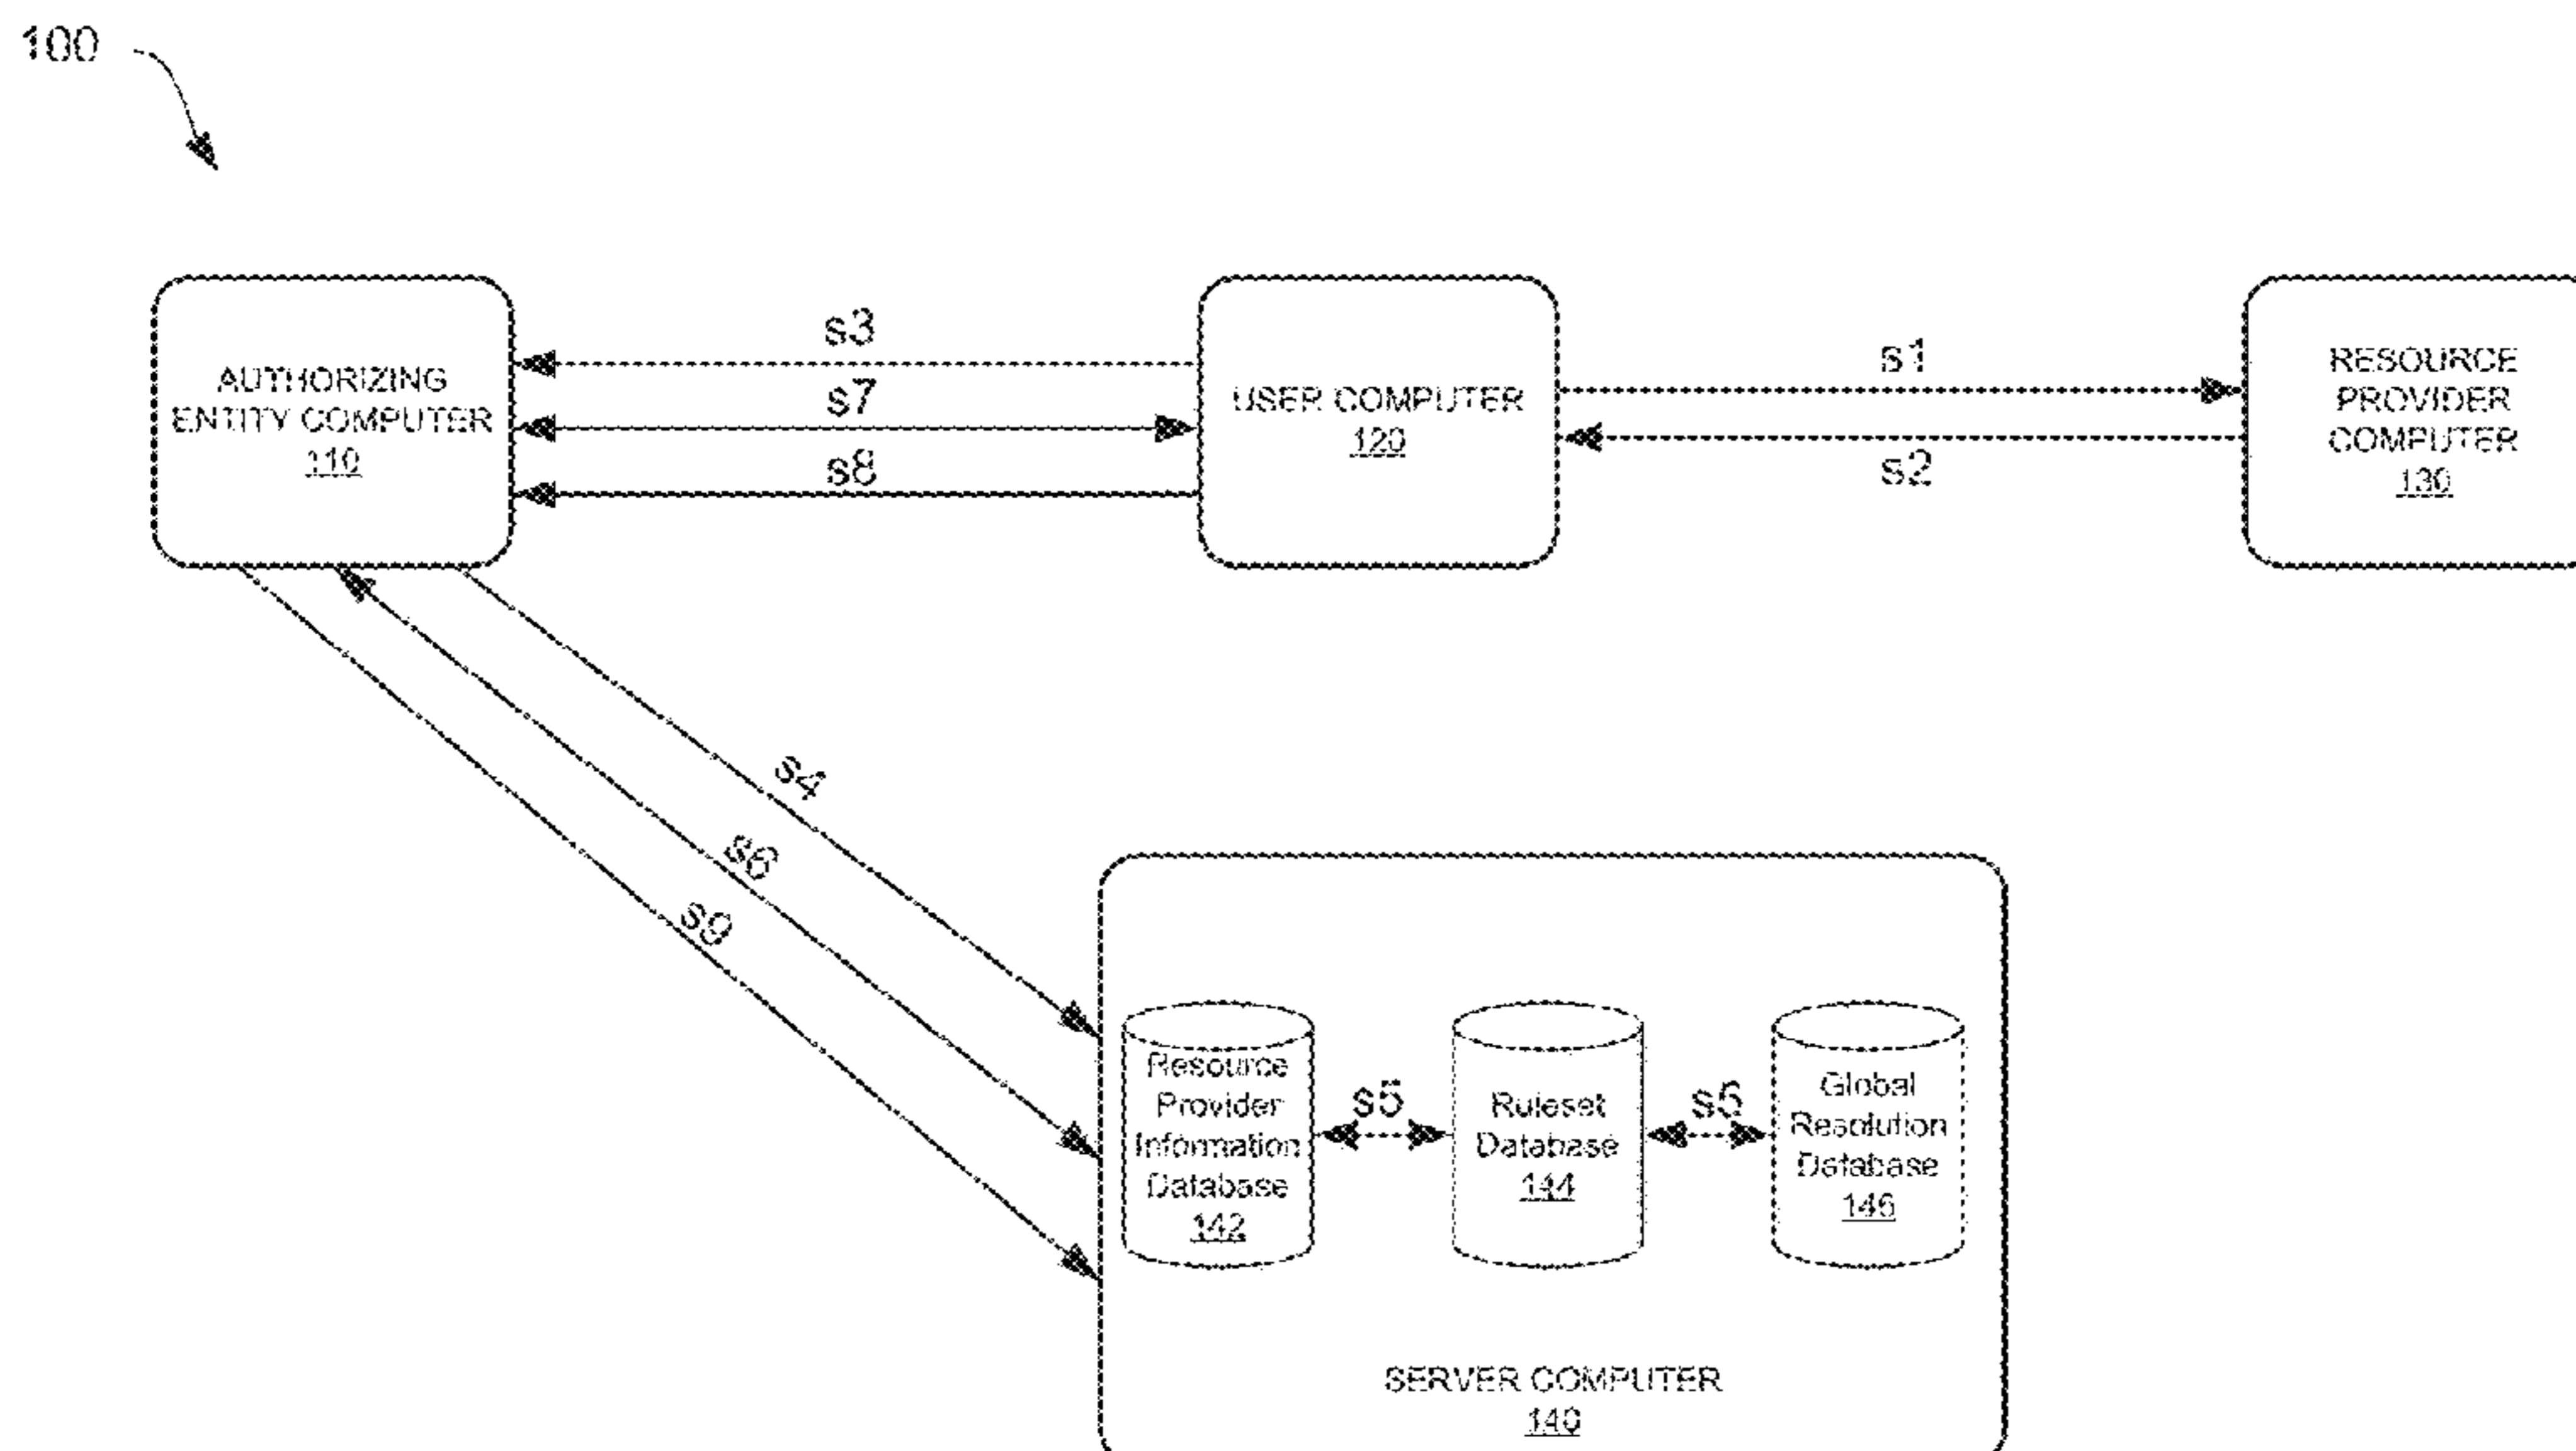 100
AUTHORIZING
ENTITY COMPUTER
110
s3
s7
s8
USER COMPUTER
120
s1
s2
RESOURCE
PROVIDER
COMPUTER
130
s4
s6
s9
Resource
Provider
Information
Database
142
s5
Ruleset
Database
144
s5
Global
Resolution
Database
146
SERVER COMPUTER
140